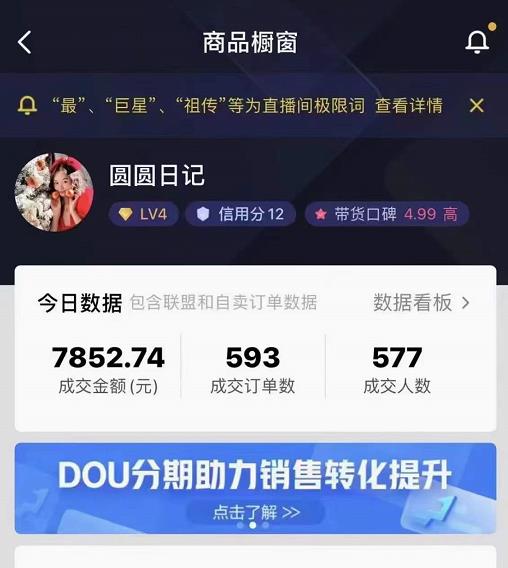 商品橱窗
“最”、“巨星”、“祖传”等为直播间极限词 查看详情
圆圆日记
LV4 信用分12 带货口碑 4.99 高
今日数据 包含联盟和自卖订单数据 数据看板
7852.74 593 577
成交金额(元) 成交订单数 成交人数
DOU分期助力销售转化提升
点击了解 >>